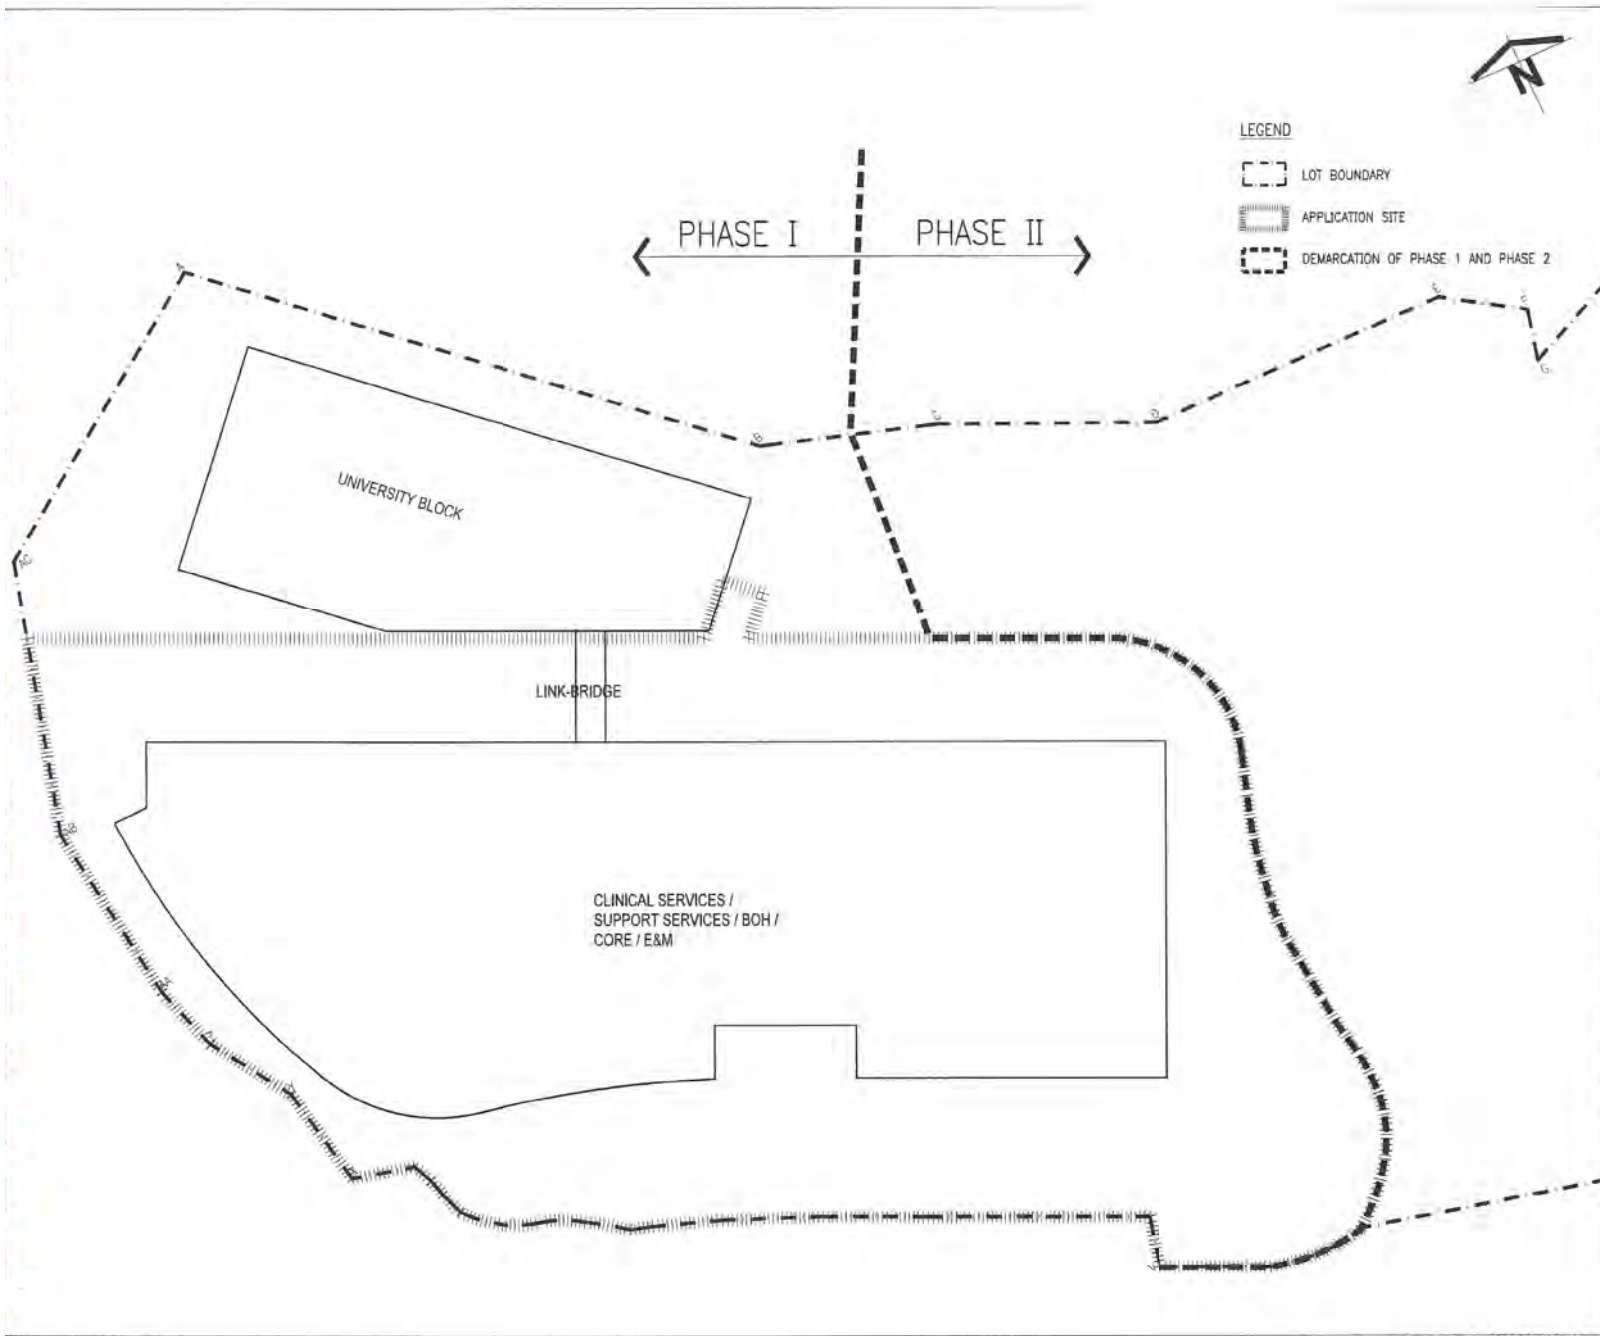 N
LEGEND
LOT BOUNDARY
APPLICATION SITE
DEMARCATION OF PHASE 1 AND PHASE 2
PHASE I
PHASE II
A
B
C
D
E
F
G
UNIVERSITY BLOCK
AC
LINK-BRIDGE
CLINICAL SERVICES /
SUPPORT SERVICES / BOH /
CORE / E&M